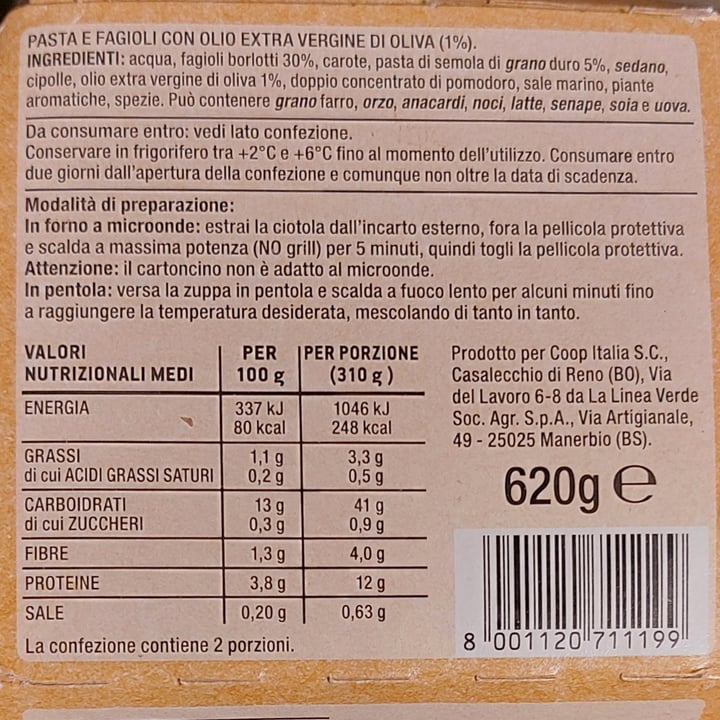 PASTA E FAGIOLI CON OLIO EXTRA VERGINE DI OLIVA (1%).
INGREDIENTI: acqua, fagioli borlotti 30%, carote, pasta di semola di grano duro 5%, sedano,
cipolle, olio extra vergine di oliva 1%, doppio concentrato di pomodoro, sale marino, piante
aromatiche, spezie. Può contenere grano farro, orzo, anacardi, noci, latte, senape, soia e uova.
Da consumare entro: vedi lato confezione.
Conservare in frigorifero tra +2°C e +6°C fino al momento dell'utilizzo. Consumare entro
due giorni dall'apertura della confezione e comunque non oltre la data di scadenza.
Modalità di preparazione:
In forno a microonde: estrai la ciotola dall'incarto esterno, fora la pellicola protettiva
e scalda a massima potenza (NO grill) per 5 minuti, quindi togli la pellicola protettiva.
Attenzione: il cartoncino non è adatto al microonde.
In pentola: versa la zuppa in pentola e scalda a fuoco lento per alcuni minuti fino
a raggiungere la temperatura desiderata, mescolando di tanto in tanto.
VALORI PER PER PORZIONE
NUTRIZIONALI MEDI 100 g (310 g)
ENERGIA 337 kJ 1046 kJ
80 kcal 248 kcal
GRASSI 1,1 g 3,3 g
di cui ACIDI GRASSI SATURI 0,2 g 0,5 g
CARBOIDRATI 13 g 41 g
di cui ZUCCHERI 0,3 g 0,9 g
FIBRE 1,3 g 4,0 g
PROTEINE 3,8 g 12 g
SALE 0,20 g 0,63 g
La confezione contiene 2 porzioni.
Prodotto per Coop Italia S.C.,
Casalecchio di Reno (BO), Via
del Lavoro 6-8 da La Linea Verde
Soc. Agr. S.p.A., Via Artigianale,
49 - 25025 Manerbio (BS).
620g e
8 001120 711199